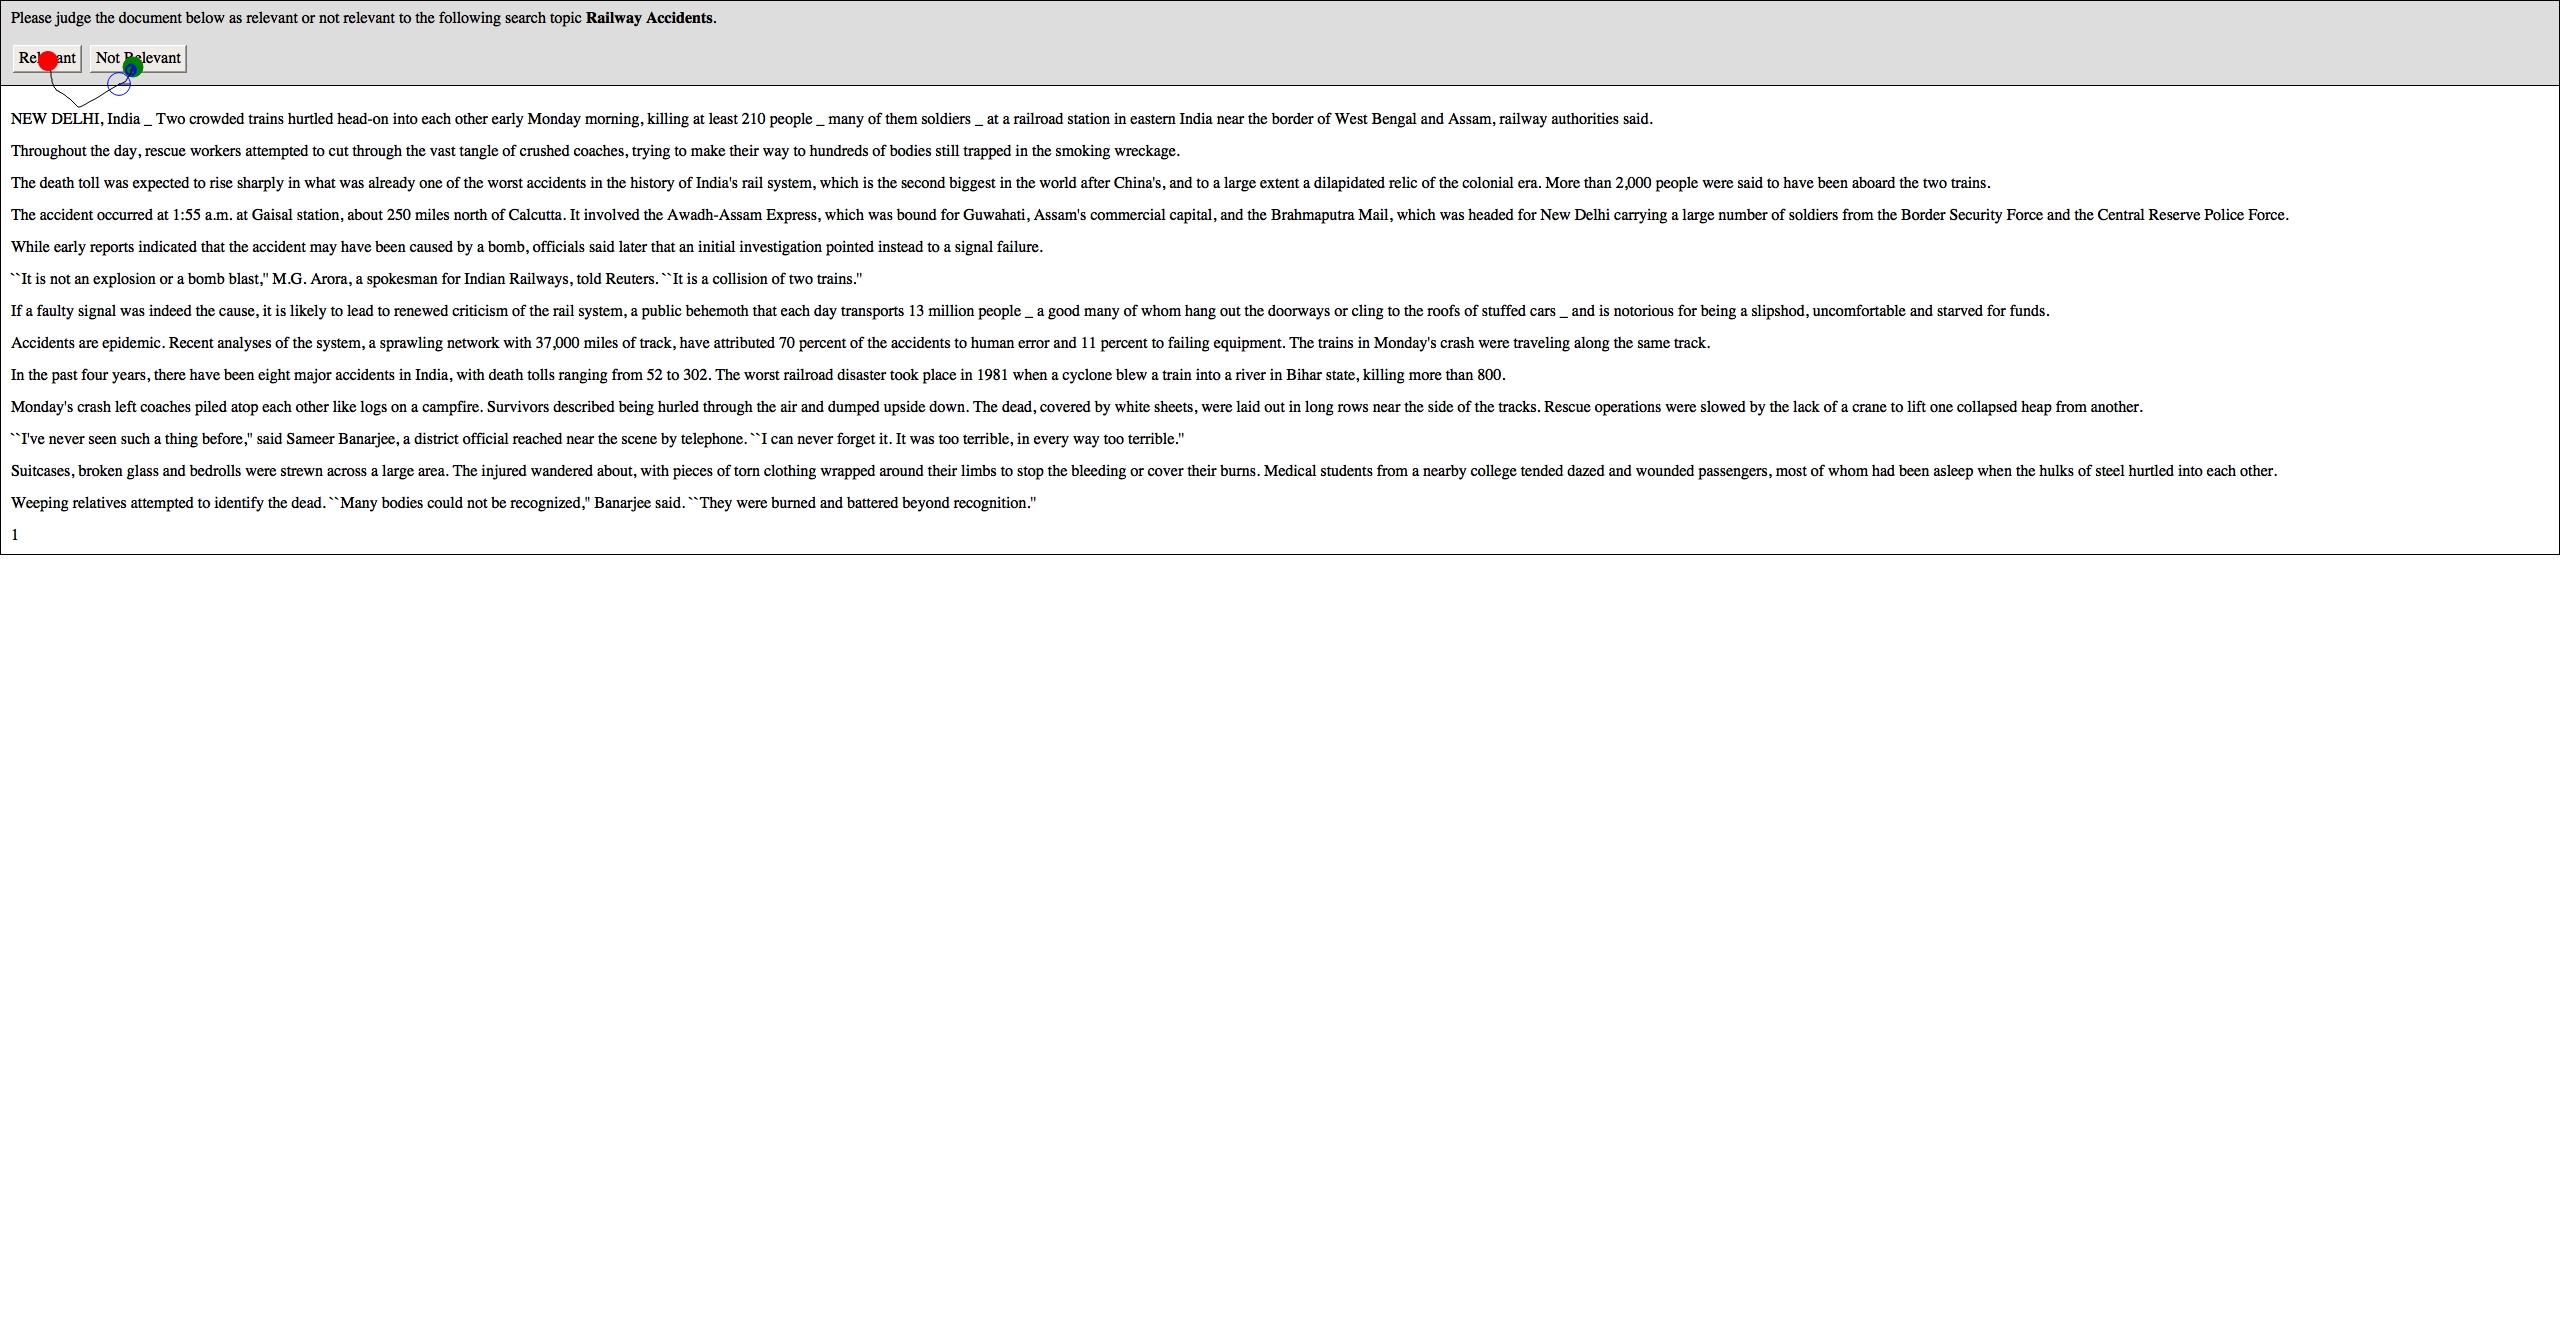 Please judge the document below as relevant or not relevant to the following search topic Railway Accidents.
Relevant Not Relevant
NEW DELHI, India _ Two crowded trains hurtled head-on into each other early Monday morning, killing at least 210 people _ many of them soldiers _ at a railroad station in eastern India near the border of West Bengal and Assam, railway authorities said.
Throughout the day, rescue workers attempted to cut through the vast tangle of crushed coaches, trying to make their way to hundreds of bodies still trapped in the smoking wreckage.
The death toll was expected to rise sharply in what was already one of the worst accidents in the history of India's rail system, which is the second biggest in the world after China's, and to a large extent a dilapidated relic of the colonial era. More than 2,000 people were said to have been aboard the two trains.
The accident occurred at 1:55 a.m. at Gaisal station, about 250 miles north of Calcutta. It involved the Awadh-Assam Express, which was bound for Guwahati, Assam's commercial capital, and the Brahmaputra Mail, which was headed for New Delhi carrying a large number of soldiers from the Border Security Force and the Central Reserve Police Force.
While early reports indicated that the accident may have been caused by a bomb, officials said later that an initial investigation pointed instead to a signal failure.
``It is not an explosion or a bomb blast,'' M.G. Arora, a spokesman for Indian Railways, told Reuters. ``It is a collision of two trains.''
If a faulty signal was indeed the cause, it is likely to lead to renewed criticism of the rail system, a public behemoth that each day transports 13 million people _ a good many of whom hang out the doorways or cling to the roofs of stuffed cars _ and is notorious for being a slipshod, uncomfortable and starved for funds.
Accidents are epidemic. Recent analyses of the system, a sprawling network with 37,000 miles of track, have attributed 70 percent of the accidents to human error and 11 percent to failing equipment. The trains in Monday's crash were traveling along the same track.
In the past four years, there have been eight major accidents in India, with death tolls ranging from 52 to 302. The worst railroad disaster took place in 1981 when a cyclone blew a train into a river in Bihar state, killing more than 800.
Monday's crash left coaches piled atop each other like logs on a campfire. Survivors described being hurled through the air and dumped upside down. The dead, covered by white sheets, were laid out in long rows near the side of the tracks. Rescue operations were slowed by the lack of a crane to lift one collapsed heap from another.
``I've never seen such a thing before,'' said Sameer Banarjee, a district official reached near the scene by telephone. ``I can never forget it. It was too terrible, in every way too terrible.''
Suitcases, broken glass and bedrolls were strewn across a large area. The injured wandered about, with pieces of torn clothing wrapped around their limbs to stop the bleeding or cover their burns. Medical students from a nearby college tended dazed and wounded passengers, most of whom had been asleep when the hulks of steel hurtled into each other.
Weeping relatives attempted to identify the dead. ``Many bodies could not be recognized,'' Banarjee said. ``They were burned and battered beyond recognition.''
1